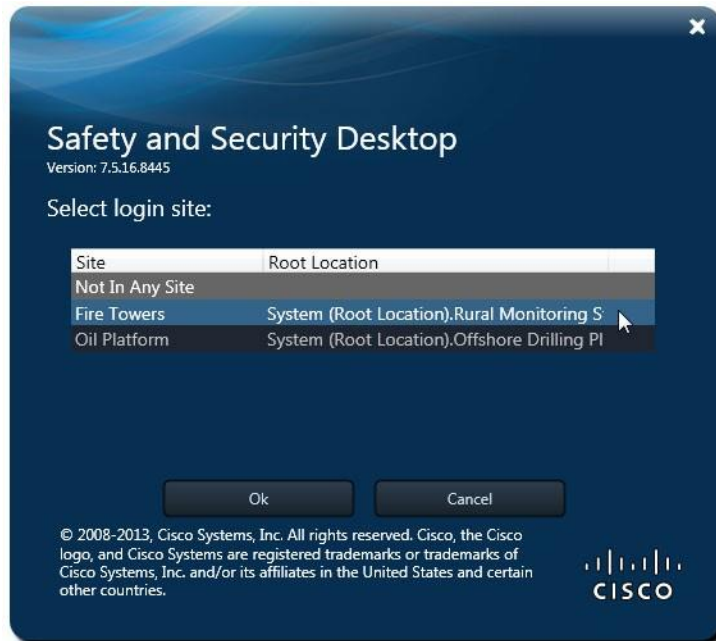 Safety and Security Desktop
Version: 7.5.16.8445
Select login site:
Site Root Location
Not In Any Site
Fire Towers System (Root Location).Rural Monitoring S
Oil Platform System (Root Location).Offshore Drilling Pl
Ok Cancel
© 2008-2013, Cisco Systems, Inc. All rights reserved. Cisco, the Cisco
logo, and Cisco Systems are registered trademarks or trademarks of
Cisco Systems, Inc. and/or its affiliates in the United States and certain
other countries.
CISCO